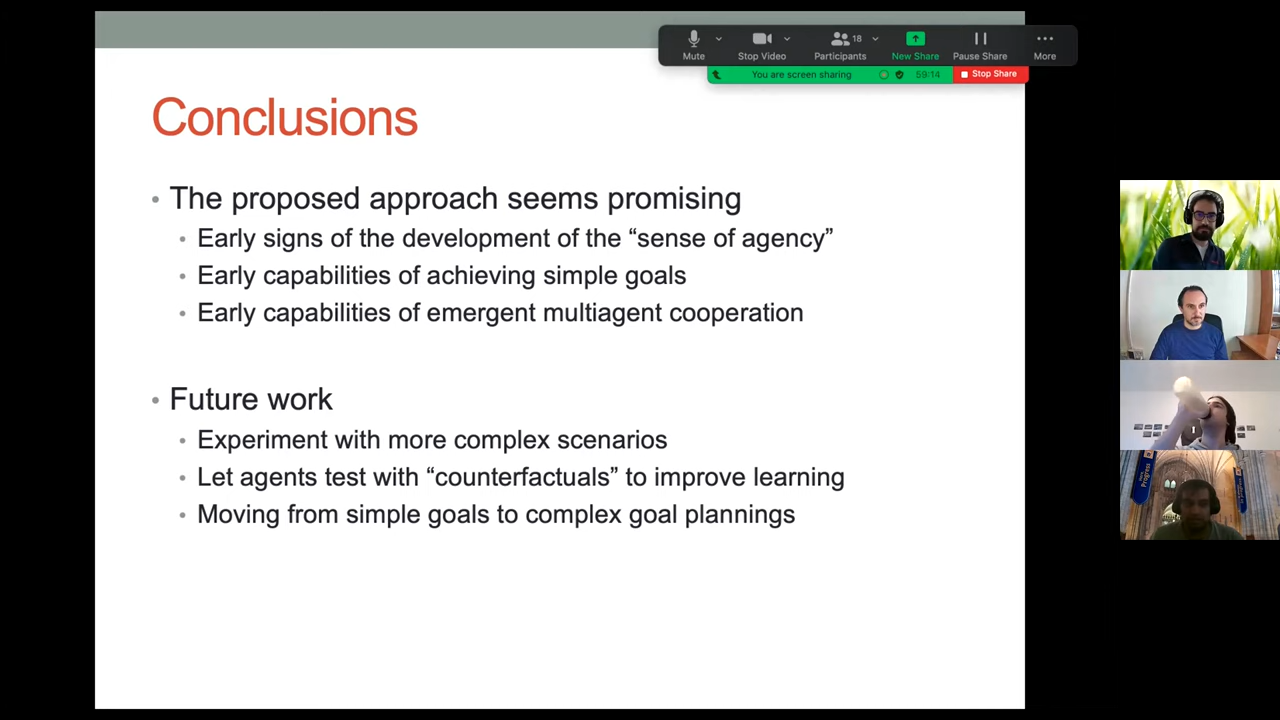 Mute
Stop Video
18
Participants
New Share
Pause Share
More
You are screen sharing
59:14
Stop Share
Conclusions
• The proposed approach seems promising
• Early signs of the development of the “sense of agency”
• Early capabilities of achieving simple goals
• Early capabilities of emergent multiagent cooperation
• Future work
• Experiment with more complex scenarios
• Let agents test with “counterfactuals” to improve learning
• Moving from simple goals to complex goal plannings
Progress